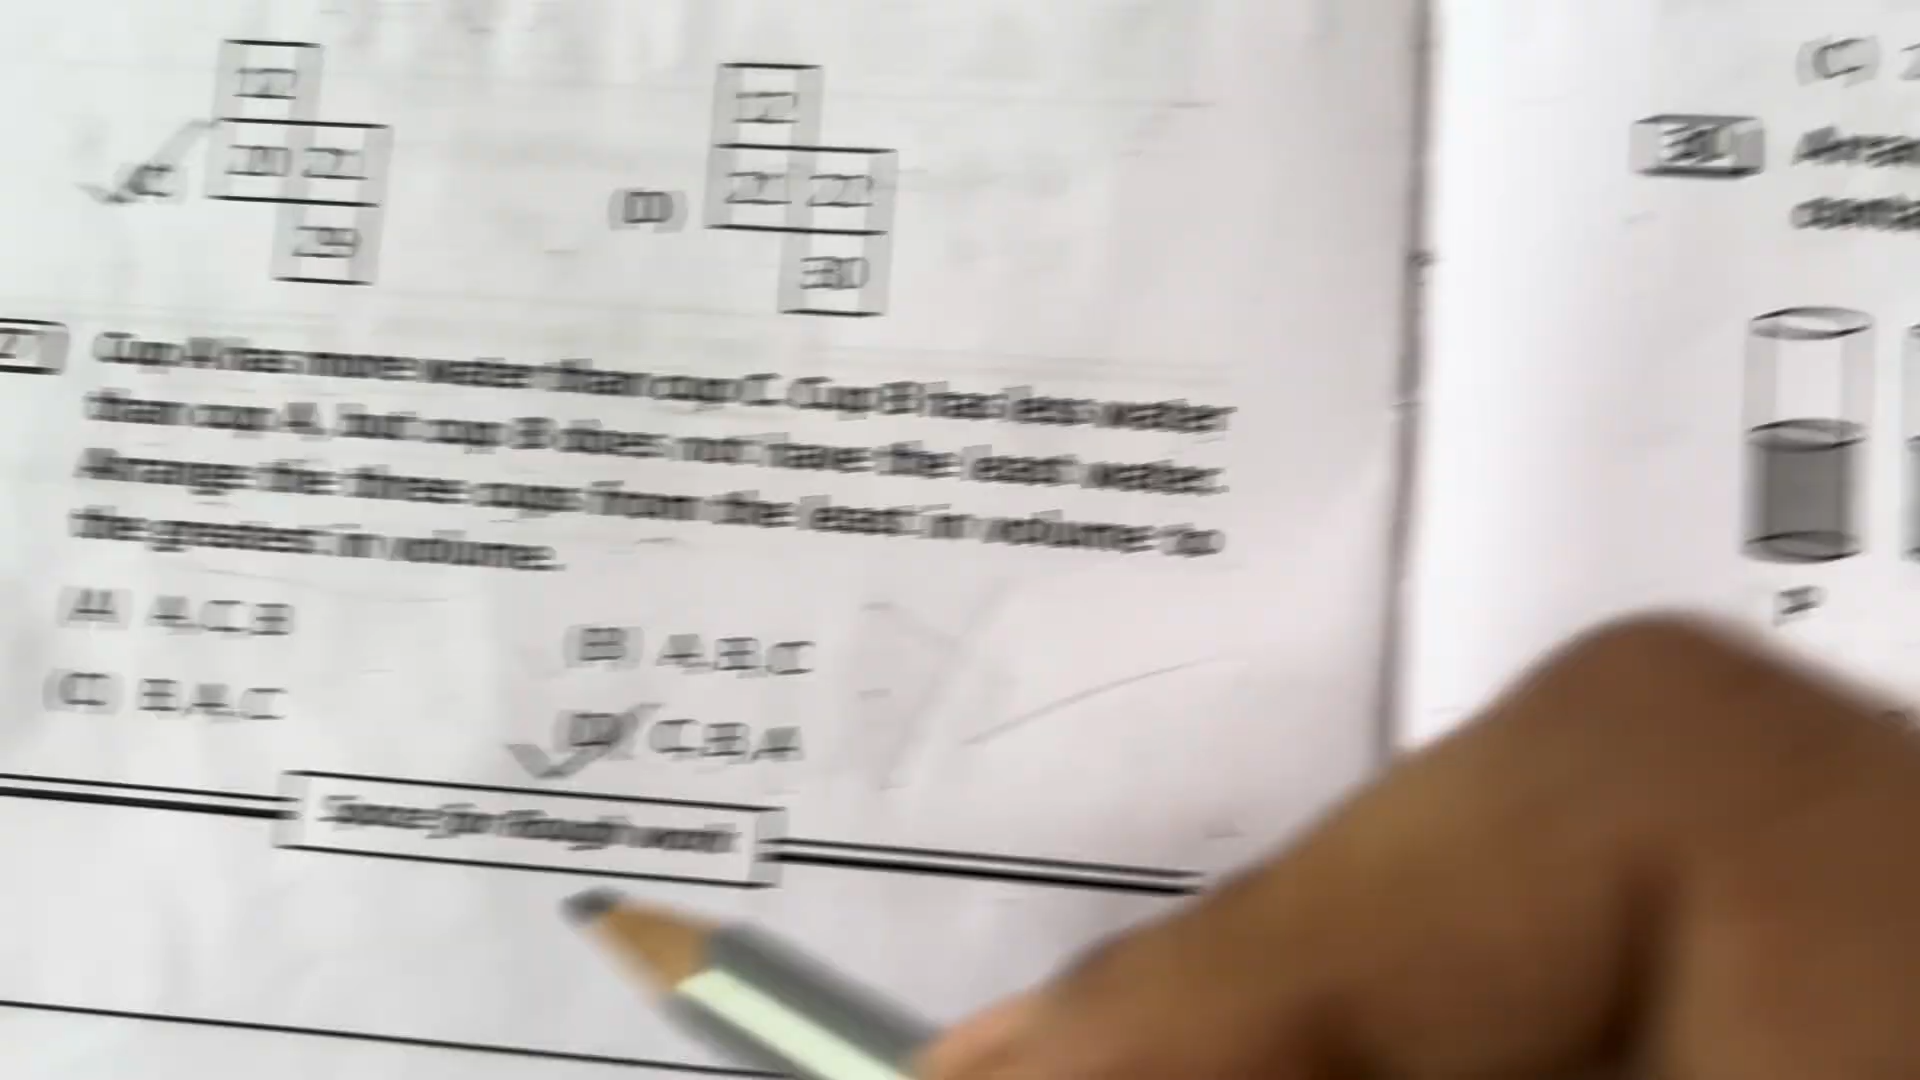 12
(C) 20 21
29
12
(D) 21 22
30
Cup A has more water than cup C. Cup B has less water
than cup A, but cup B does not have the least water.
Arrange the three cups from the least in volume to
the greatest in volume.
(A) A, C, B
(B) A, B, C
(C) B, A, C
(D) C, B, A
Space for rough work
(C)
30.
P